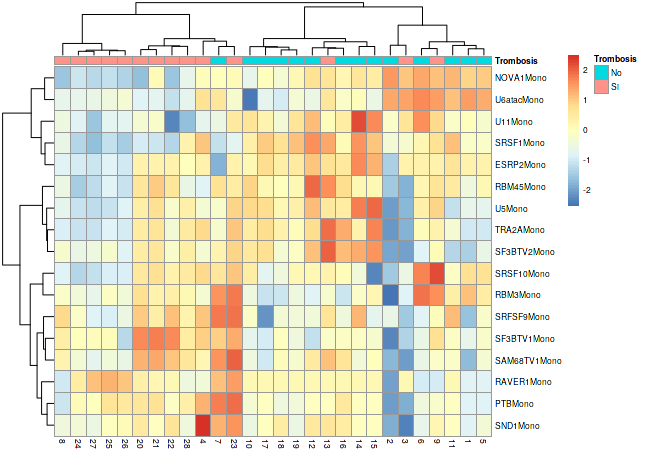 Trombosis
NOVA1Mono
U6atacMono
U11Mono
SRSF1Mono
ESRP2Mono
RBM45Mono
U5Mono
TRA2AMono
SF3BTV2Mono
SRSF10Mono
RBM3Mono
SRFSF9Mono
SF3BTV1Mono
SAM68TV1Mono
RAVER1Mono
PTBMono
SND1Mono
8 24 27 25 26 20 21 22 28 4 7 23 10 17 18 19 12 13 16 14 15 2 3 6 9 11 1 5
2
1
0
-1
-2
Trombosis
No
SI